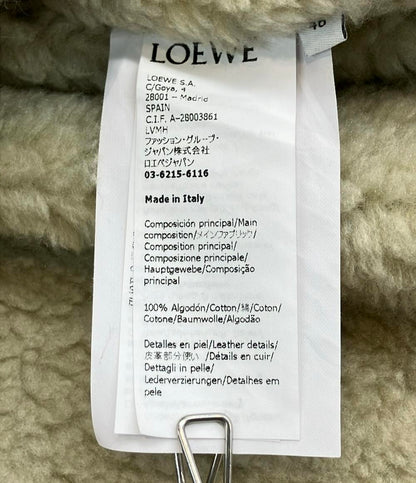 40
LOEWE
LOEWE S.A.
C/Goya, 4
28001 - Madrid
SPAIN
C.I.F. A-28003861
LVMH
ファッション・グループ・
ジャパン株式会社
ロエベジャパン
03-6215-6116
Made in Italy
Composición principal/Main
composition/メインファブリック/
Composition principal/
Composizione principale/
Hauptgewebe/Composição
principal
100% Algodón/Cotton/綿/Coton/
Cotone/Baumwolle/Algodão
Detalles en piel/Leather details/
皮革部分使い/Détails en cuir/
Dettagli in pelle/
Lederverzierungen/Detalhes em
pele